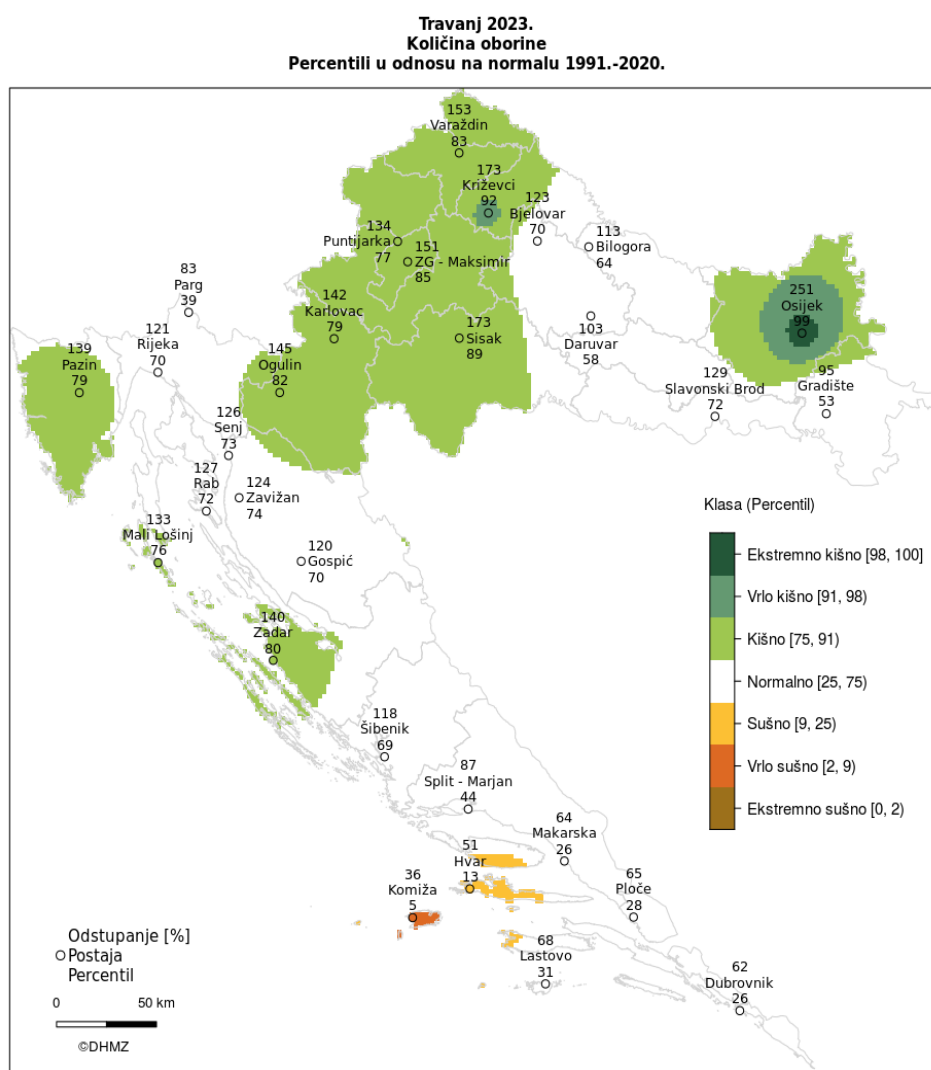 Travanj 2023.
Količina oborine
Percentili u odnosu na normalu 1991.-2020.
153
Varaždin
83
173
Križevci
92
123
Bjelovar
70
134
Puntijarka
77
151
ZG - Maksimir
85
113
Bilogora
64
83
Parg
39
251
Osijek
99
142
Karlovac
79
173
Sisak
89
103
Daruvar
58
121
Rijeka
70
139
Pazin
79
145
Ogulin
82
129
Slavonski Brod
72
95
Gradište
53
126
Senj
73
127
Rab
72
124
Zavižan
74
133
Mali Lošinj
76
120
Gospić
70
140
Zadar
80
118
Šibenik
69
87
Split - Marjan
44
64
Makarska
26
51
Hvar
13
36
Komiža
5
65
Ploče
28
68
Lastovo
31
62
Dubrovnik
26
Klasa (Percentil)
Ekstremno kišno [98, 100]
Vrlo kišno [91, 98)
Kišno [75, 91)
Normalno [25, 75)
Sušno [9, 25)
Vrlo sušno [2, 9)
Ekstremno sušno [0, 2)
Odstupanje [%]
Postaja
Percentil
0 50 km
©DHMZ